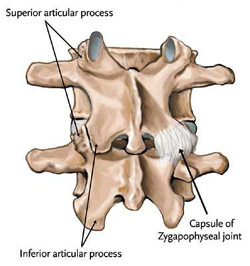 Superior articular process
Capsule of
Zygapophyseal joint
Inferior articular process